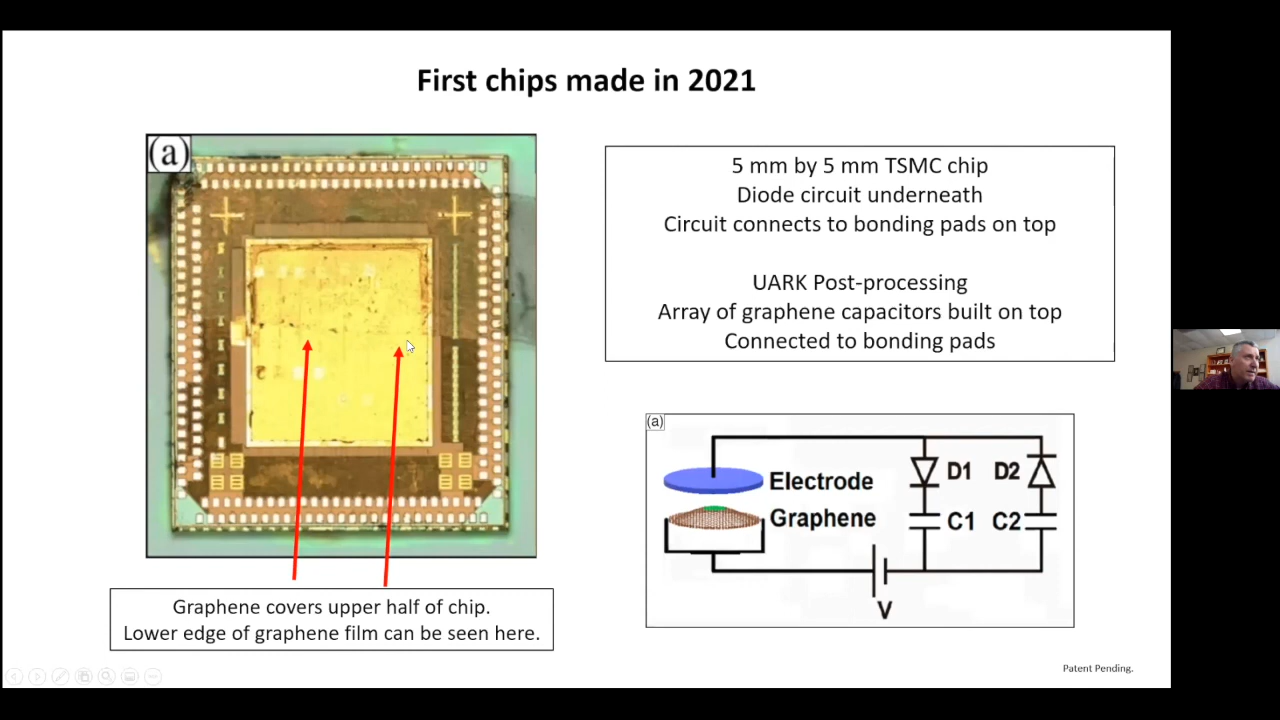 First chips made in 2021
(a)
5 mm by 5 mm TSMC chip
Diode circuit underneath
Circuit connects to bonding pads on top
UARK Post-processing
Array of graphene capacitors built on top
Connected to bonding pads
Graphene covers upper half of chip.
Lower edge of graphene film can be seen here.
(a)
Electrode
Graphene
D1 D2
C1 C2
V
Patent Pending.